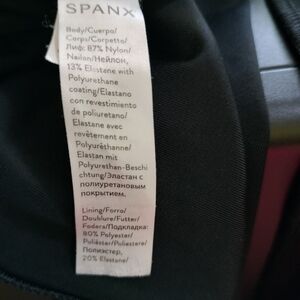 SPANX
Body/Cuerpo/
Corps/Corpetto/
Лиф: 87% Nylon/
Nailon/Нейлон,
13% Elastane with
Polyurethane
coating/Elastano
con revestimiento
de poliuretano/
Elastane avec
revêtement en
Polyuréthanne/
Elastan mit
Polyurethan-Beschi
chtung/Эластан с
полиуретановым
покрытием.
Lining/Forro/
Doublure/Futter/
Fodera/Подкладка:
80% Polyester/
Poliéster/Poliestere/
Полиэстер,
20% Elastane/